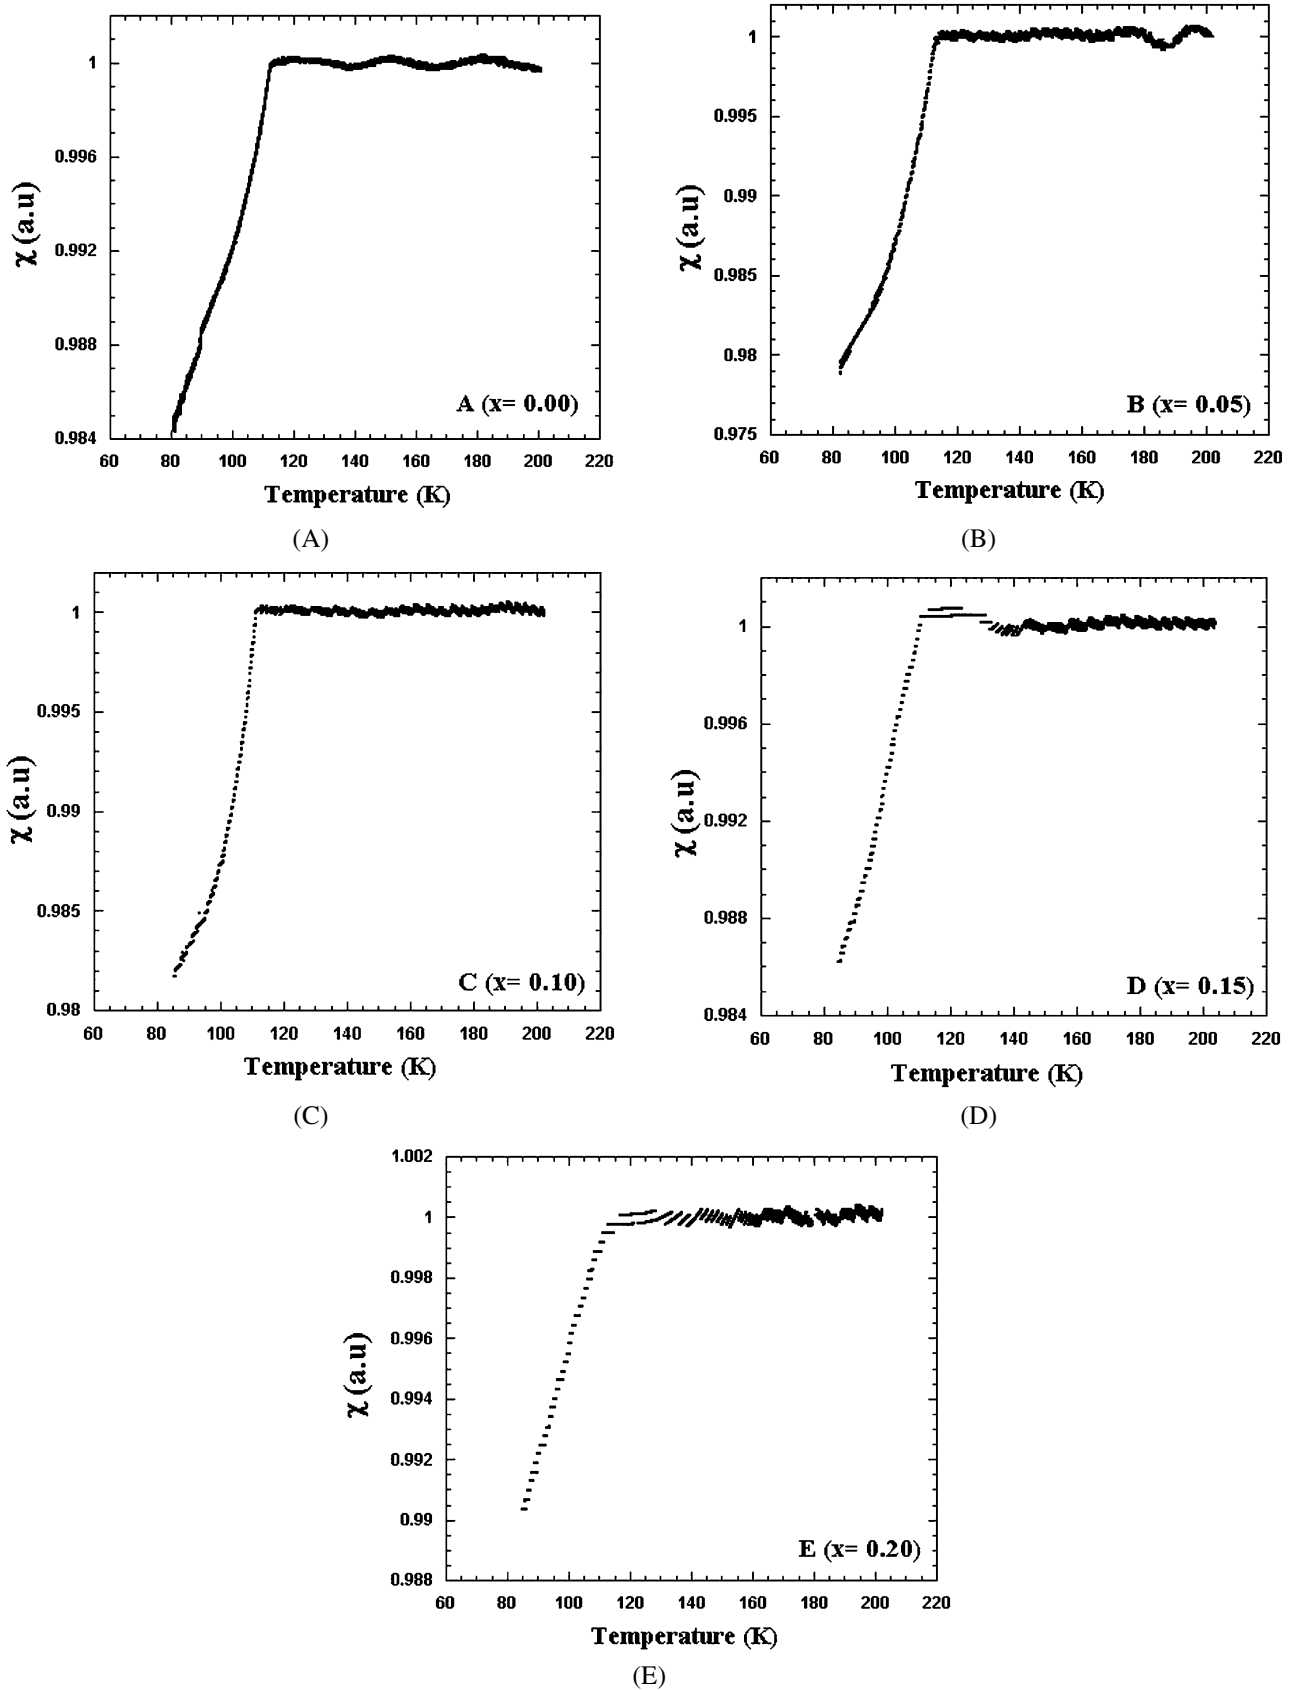 1
0.996
0.992
0.988
0.984
χ (a.u)
60 80 100 120 140 160 180 200 220
Temperature (K)
A (x= 0.00)
(A)
1
0.995
0.99
0.985
0.98
0.975
χ (a.u)
60 80 100 120 140 160 180 200 220
Temperature (K)
B (x= 0.05)
(B)
1
0.995
0.99
0.985
0.98
χ (a.u)
60 80 100 120 140 160 180 200 220
Temperature (K)
C (x= 0.10)
(C)
1
0.996
0.992
0.988
0.984
χ (a.u)
60 80 100 120 140 160 180 200 220
Temperature (K)
D (x= 0.15)
(D)
1.002
1
0.998
0.996
0.994
0.992
0.99
0.988
χ (a.u)
60 80 100 120 140 160 180 200 220
Temperature (K)
E (x= 0.20)
(E)